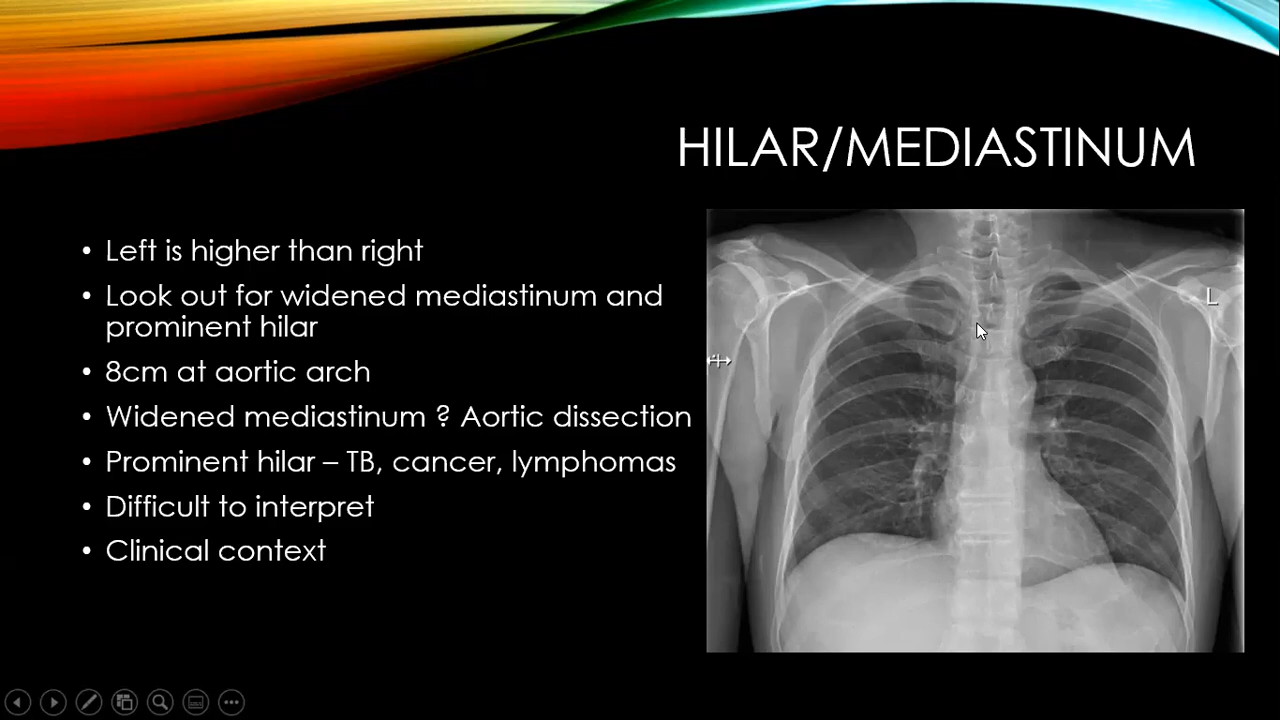 HILAR/MEDIASTINUM
• Left is higher than right
• Look out for widened mediastinum and
prominent hilar
• 8cm at aortic arch
• Widened mediastinum ? Aortic dissection
• Prominent hilar – TB, cancer, lymphomas
• Difficult to interpret
• Clinical context
L